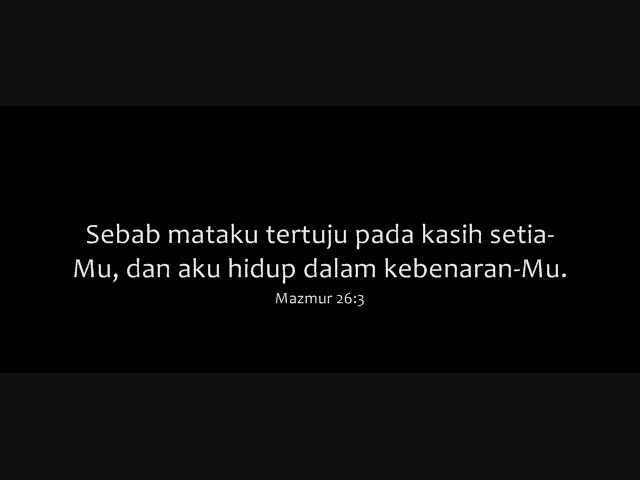 Sebab mataku tertuju pada kasih setia-
Mu, dan aku hidup dalam kebenaran-Mu.
Mazmur 26:3